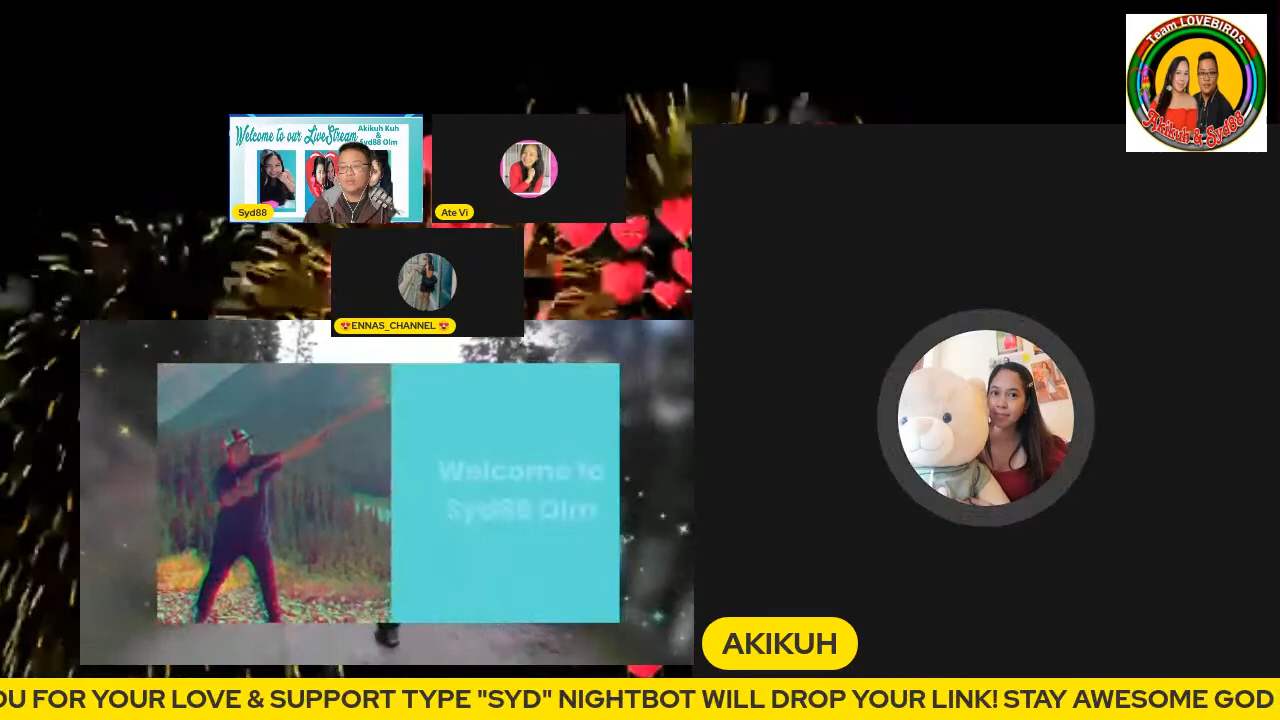 Team LOVEBIRDS
Akikuh & Syd88
Welcome to our LiveStream
Akikuh Kuh
&
Syd88 Olm
Syd88
Ate Vi
😍ENNAS_CHANNEL 😍
Welcome to
Syd88 Olm
AKIKUH
OU FOR YOUR LOVE & SUPPORT TYPE "SYD" NIGHTBOT WILL DROP YOUR LINK! STAY AWESOME GOD